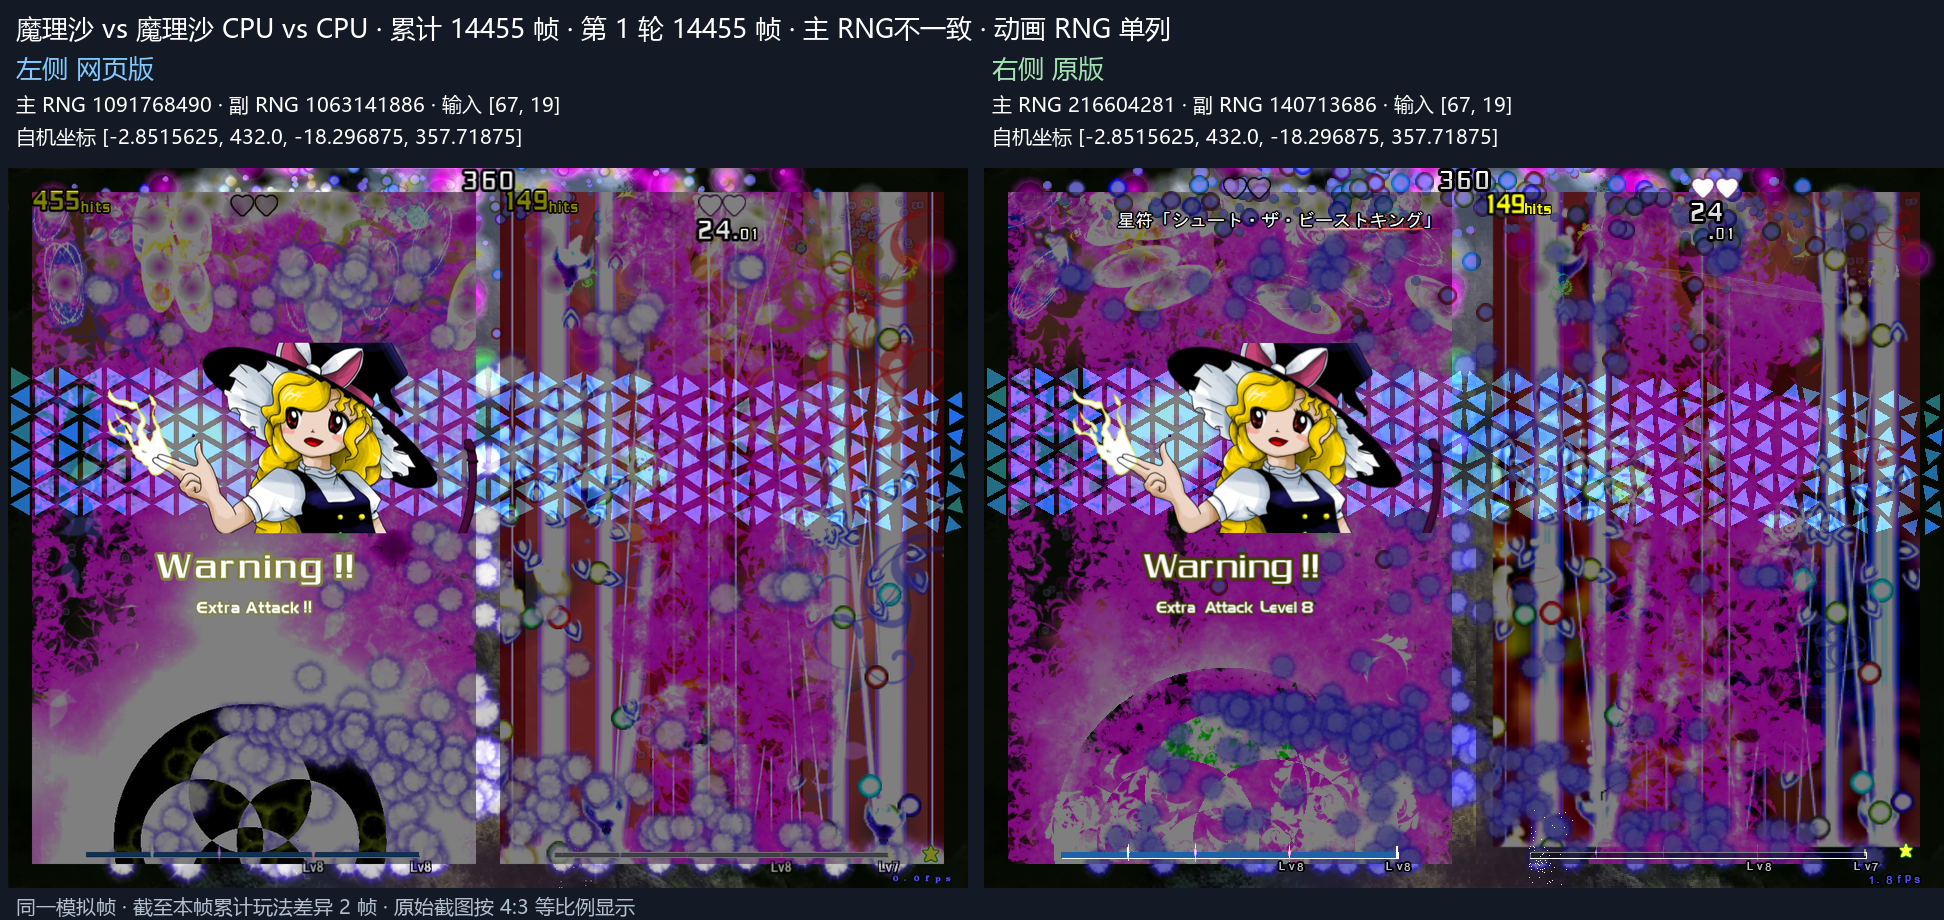 魔理沙 vs 魔理沙 CPU vs CPU · 累计 14455 帧 · 第 1 轮 14455 帧 · 主 RNG不一致 · 动画 RNG 单列
左侧 网页版
主 RNG 1091768490 · 副 RNG 1063141886 · 输入 [67, 19]
自机坐标 [-2.8515625, 432.0, -18.296875, 357.71875]
右侧 原版
主 RNG 216604281 · 副 RNG 140713686 · 输入 [67, 19]
自机坐标 [-2.8515625, 432.0, -18.296875, 357.71875]
360
455hits
149hits
24.01
Warning !!
Extra Attack !!
Lv8
Lv8
Lv8
Lv7
0.0fps
360
149hits
24
.01
星符「シュート・ザ・ビーストキング」
Warning !!
Extra Attack Level 8
Lv8
Lv8
Lv8
Lv7
1.8fps
同一模拟帧 · 截至本帧累计玩法差异 2 帧 · 原始截图按 4:3 等比例显示